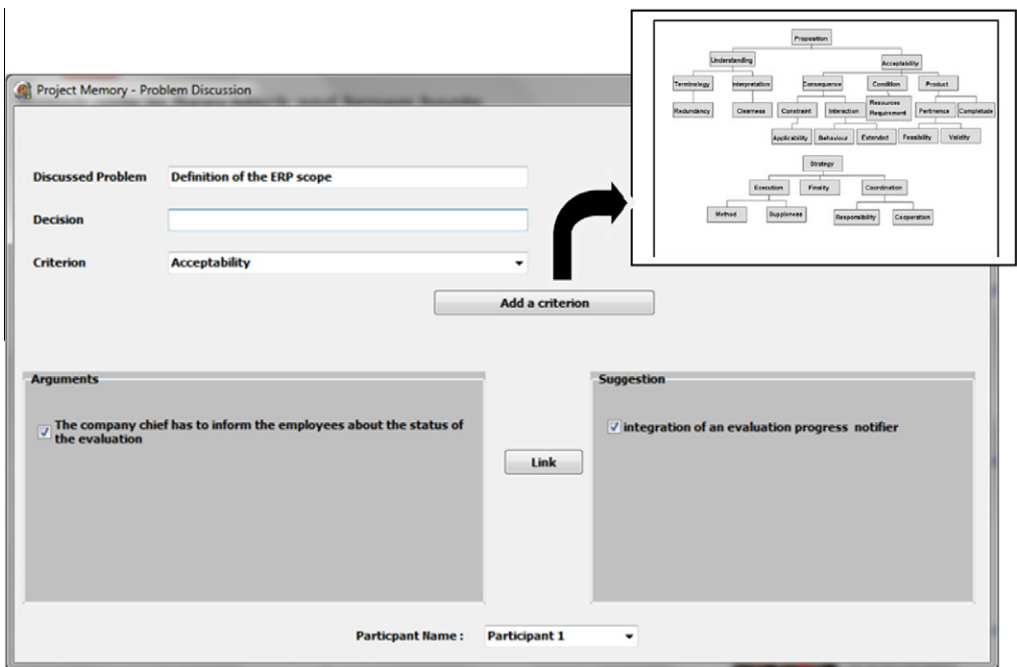 Proposition
Understanding Acceptability
Terminology Interpretation Consequence Condition Product
Redundancy Clearness Constraint Interaction Resources Requirement Pertinence Completude
Applicability Behaviour Extended Feasibility Validity
Strategy
Execution Finality Coordination
Method Suppleness Responsibility Cooperation
Project Memory - Problem Discussion
Discussed Problem Definition of the ERP scope
Decision
Criterion Acceptability
Add a criterion
Arguments
The company chief has to inform the employees about the status of
the evaluation
Link
Suggestion
integration of an evaluation progress notifier
Particpant Name : Participant 1